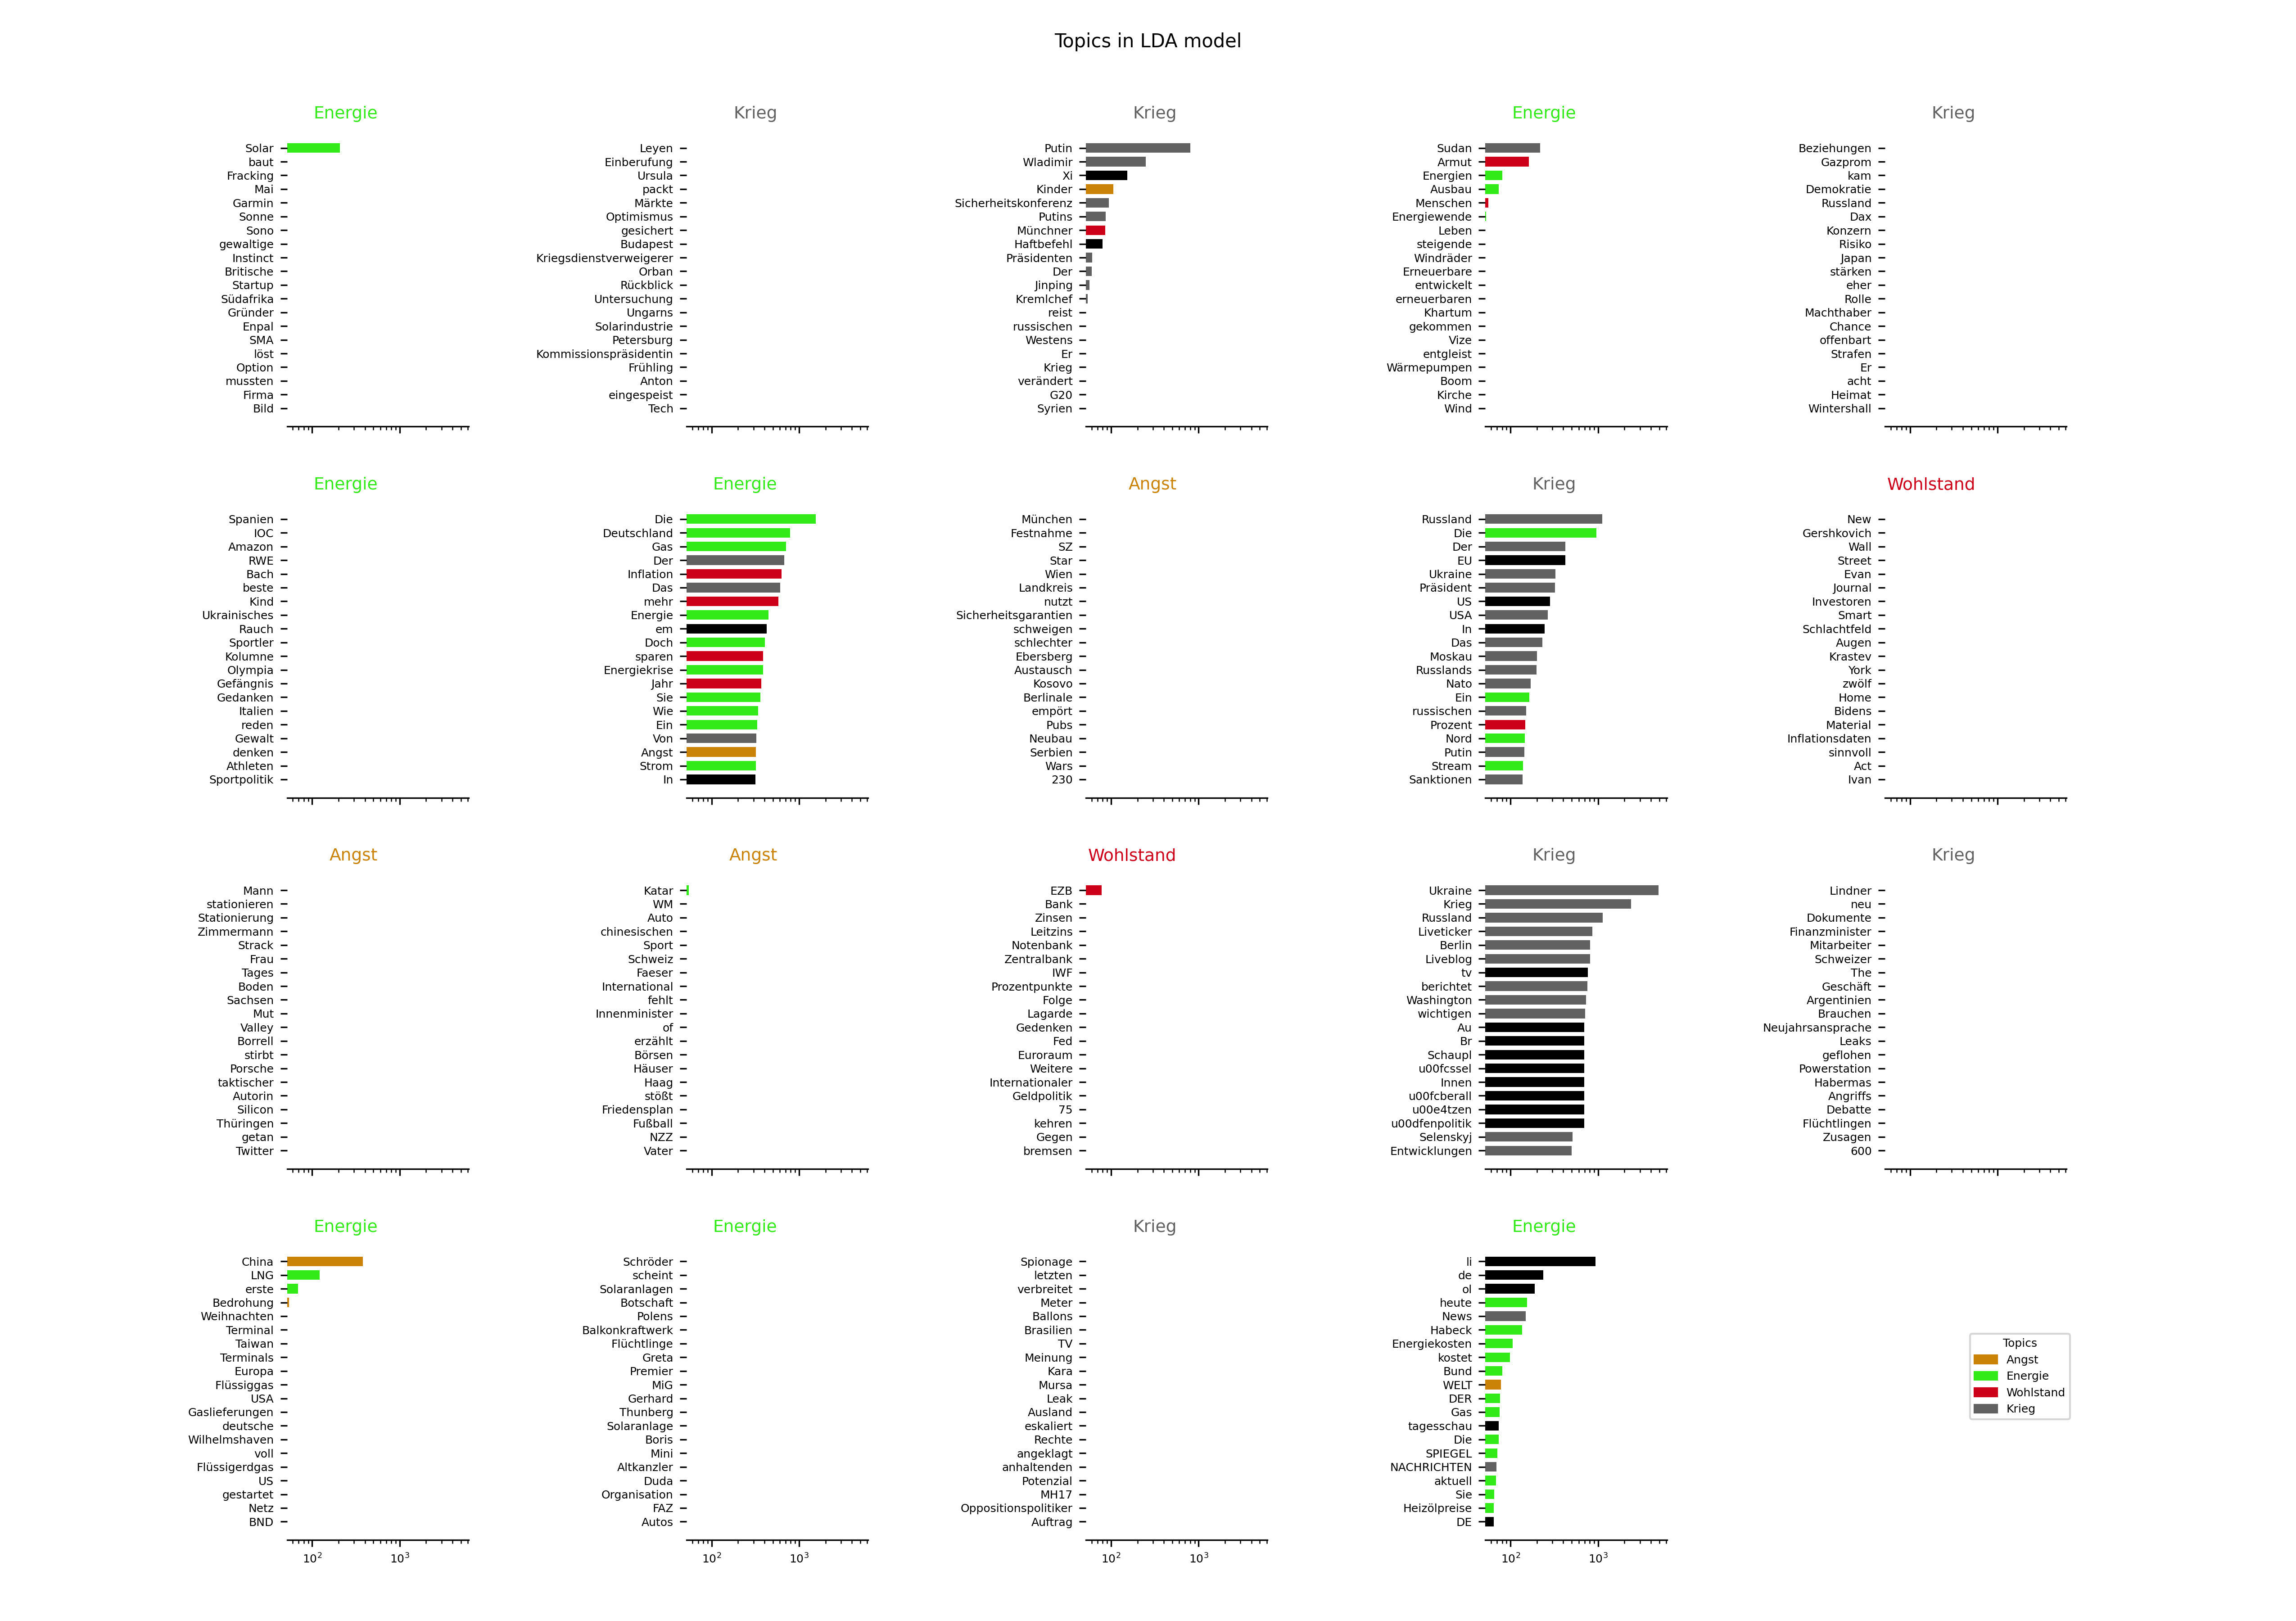 Topics in LDA model
Energie
Solar
baut
Fracking
Mai
Garmin
Sonne
Sono
gewaltige
Instinct
Britische
Startup
Südafrika
Gründer
Enpal
SMA
löst
Option
mussten
Firma
Bild
Krieg
Leyen
Einberufung
Ursula
packt
Märkte
Optimismus
gesichert
Budapest
Kriegsdienstverweigerer
Orban
Rückblick
Untersuchung
Ungarns
Solarindustrie
Petersburg
Kommissionspräsidentin
Frühling
Anton
eingespeist
Tech
Krieg
Putin
Wladimir
Xi
Kinder
Sicherheitskonferenz
Putins
Münchner
Haftbefehl
Präsidenten
Der
Jinping
Kremlchef
reist
russischen
Westens
Er
Krieg
verändert
G20
Syrien
Energie
Sudan
Armut
Energien
Ausbau
Menschen
Energiewende
Leben
steigende
Windräder
Erneuerbare
entwickelt
erneuerbaren
Khartum
gekommen
Vize
entgleist
Wärmepumpen
Boom
Kirche
Wind
Krieg
Beziehungen
Gazprom
kam
Demokratie
Russland
Dax
Konzern
Risiko
Japan
stärken
eher
Rolle
Machthaber
Chance
offenbart
Strafen
Er
acht
Heimat
Wintershall
Energie
Spanien
IOC
Amazon
RWE
Bach
beste
Kind
Ukrainisches
Rauch
Sportler
Kolumne
Olympia
Gefängnis
Gedanken
Italien
reden
Gewalt
denken
Athleten
Sportpolitik
Energie
Die
Deutschland
Gas
Der
Inflation
Das
mehr
Energie
em
Doch
sparen
Energiekrise
Jahr
Sie
Wie
Ein
Von
Angst
Strom
In
Angst
München
Festnahme
SZ
Star
Wien
Landkreis
nutzt
Sicherheitsgarantien
schweigen
schlechter
Ebersberg
Austausch
Kosovo
Berlinale
empört
Pubs
Neubau
Serbien
Wars
230
Krieg
Russland
Die
Der
EU
Ukraine
Präsident
US
USA
In
Das
Moskau
Russlands
Nato
Ein
russischen
Prozent
Nord
Putin
Stream
Sanktionen
Wohlstand
New
Gershkovich
Wall
Street
Evan
Journal
Investoren
Smart
Schlachtfeld
Augen
Krastev
York
zwölf
Home
Bidens
Material
Inflationsdaten
sinnvoll
Act
Ivan
Angst
Mann
stationieren
Stationierung
Zimmermann
Strack
Frau
Tages
Boden
Sachsen
Mut
Valley
Borrell
stirbt
Porsche
taktischer
Autorin
Silicon
Thüringen
getan
Twitter
Angst
Katar
WM
Auto
chinesischen
Sport
Schweiz
Faeser
International
fehlt
Innenminister
of
erzählt
Börsen
Häuser
Haag
stößt
Friedensplan
Fußball
NZZ
Vater
Wohlstand
EZB
Bank
Zinsen
Leitzins
Notenbank
Zentralbank
IWF
Prozentpunkte
Folge
Lagarde
Gedenken
Fed
Euroraum
Weitere
Internationaler
Geldpolitik
75
kehren
Gegen
bremsen
Krieg
Ukraine
Krieg
Russland
Liveticker
Berlin
Liveblog
tv
berichtet
Washington
wichtigen
Au
Br
Schaupl
u00fcssel
Innen
u00fcberall
u00e4tzen
u00dfenpolitik
Selenskyj
Entwicklungen
Krieg
Lindner
neu
Dokumente
Finanzminister
Mitarbeiter
Schweizer
The
Geschäft
Argentinien
Brauchen
Neujahrsansprache
Leaks
geflohen
Powerstation
Habermas
Angriffs
Debatte
Flüchtlingen
Zusagen
600
Energie
China
LNG
erste
Bedrohung
Weihnachten
Terminal
Taiwan
Terminals
Europa
Flüssiggas
USA
Gaslieferungen
deutsche
Wilhelmshaven
voll
Flüssigerdgas
US
gestartet
Netz
BND
10² 10³
Energie
Schröder
scheint
Solaranlagen
Botschaft
Polens
Balkonkraftwerk
Flüchtlinge
Greta
Premier
MiG
Gerhard
Thunberg
Solaranlage
Boris
Mini
Altkanzler
Duda
Organisation
FAZ
Autos
10² 10³
Krieg
Spionage
letzten
verbreitet
Meter
Ballons
Brasilien
TV
Meinung
Kara
Mursa
Leak
Ausland
eskaliert
Rechte
angeklagt
anhaltenden
Potenzial
MH17
Oppositionspolitiker
Auftrag
10² 10³
Energie
li
de
ol
heute
News
Habeck
Energiekosten
kostet
Bund
WELT
DER
Gas
tagesschau
Die
SPIEGEL
NACHRICHTEN
aktuell
Sie
Heizölpreise
DE
10² 10³
Topics
Angst
Energie
Wohlstand
Krieg